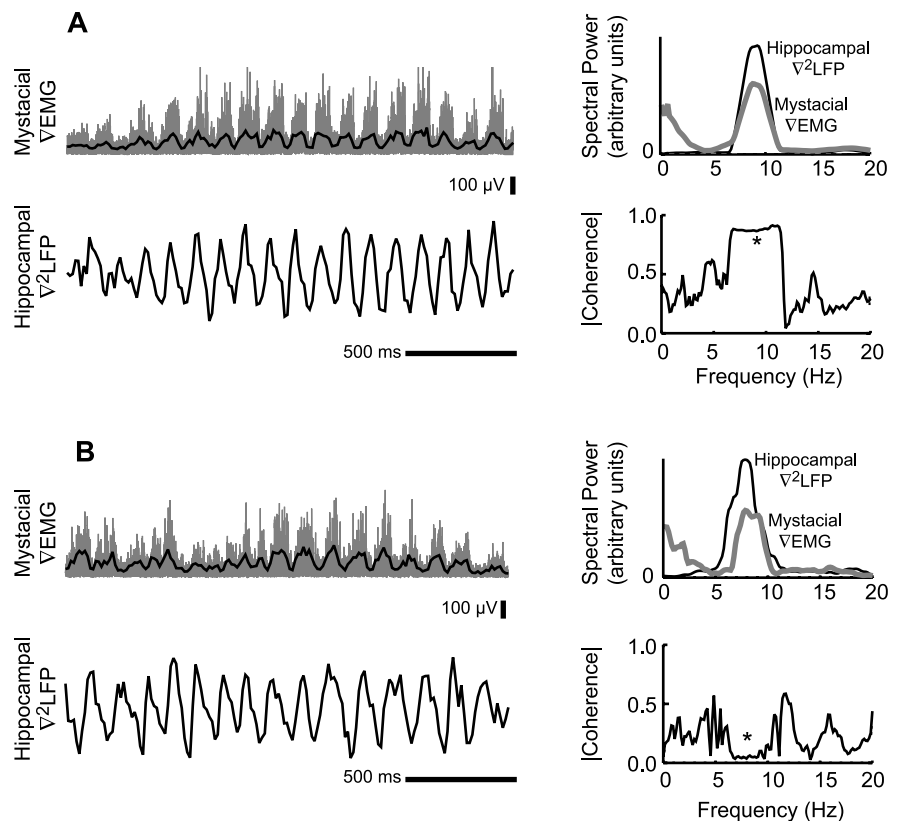 A
Mystacial
∇EMG
100 µV
Hippocampal
∇²LFP
500 ms
Spectral Power
(arbitrary units)
Hippocampal
∇²LFP
Mystacial
∇EMG
0
0 5 10 15 20
|Coherence|
1.0
0.5
0.0
*
0 5 10 15 20
Frequency (Hz)
B
Mystacial
∇EMG
100 µV
Hippocampal
∇²LFP
500 ms
Spectral Power
(arbitrary units)
Hippocampal
∇²LFP
Mystacial
∇EMG
0
0 5 10 15 20
|Coherence|
1.0
0.5
0.0
*
0 5 10 15 20
Frequency (Hz)